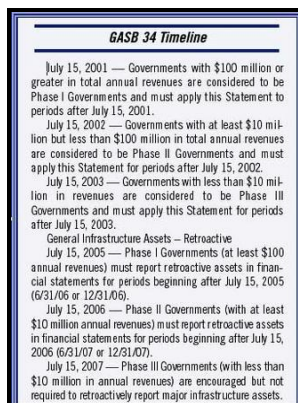 GASB 34 Timeline
July 15, 2001 — Governments with $100 million or
greater in total annual revenues are considered to be
Phase I Governments and must apply this Statement to
periods after July 15, 2001.
July 15, 2002 — Governments with at least $10 mil-
lion but less than $100 million in total annual revenues
are considered to be Phase II Governments and must
apply this Statement for periods after July 15, 2002.
July 15, 2003 — Governments with less than $10 mil-
lion in revenues are considered to be Phase III
Governments and must apply this Statement for periods
after July 15, 2003.
General Infrastructure Assets – Retroactive
July 15, 2005 — Phase I Governments (at least $100
annual revenues) must report retroactive assets in finan-
cial statements for periods beginning after July 15, 2005
(6/31/06 or 12/31/06).
July 15, 2006 — Phase II Governments (with at least
$10 million annual revenues) must report retroactive assets
in financial statements for periods beginning after July 15,
2006 (6/31/07 or 12/31/07).
July 15, 2007 — Phase III Governments (with less than
$10 million in annual revenues) are encouraged but not
required to retroactively report major infrastructure assets.